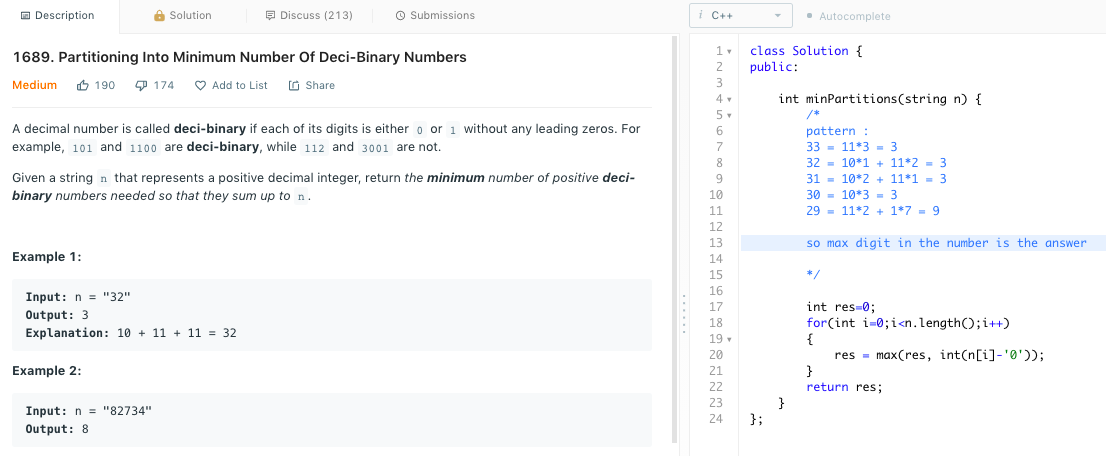 Description
Solution
Discuss (213)
Submissions
i C++
Autocomplete
1689. Partitioning Into Minimum Number Of Deci-Binary Numbers
Medium 190 174 Add to List Share
A decimal number is called deci-binary if each of its digits is either 0 or 1 without any leading zeros. For
example, 101 and 1100 are deci-binary, while 112 and 3001 are not.
Given a string n that represents a positive decimal integer, return the minimum number of positive deci-
binary numbers needed so that they sum up to n.
Example 1:
Input: n = "32"
Output: 3
Explanation: 10 + 11 + 11 = 32
Example 2:
Input: n = "82734"
Output: 8
1 class Solution {
2 public:
3
4 int minPartitions(string n) {
5 /*
6 pattern :
7 33 = 11*3 = 3
8 32 = 10*1 + 11*2 = 3
9 31 = 10*2 + 11*1 = 3
10 30 = 10*3 = 3
11 29 = 11*2 + 1*7 = 9
12
13 so max digit in the number is the answer
14
15 */
16
17 int res=0;
18 for(int i=0;i<n.length();i++)
19 {
20 res = max(res, int(n[i]-'0'));
21 }
22 return res;
23 }
24 };